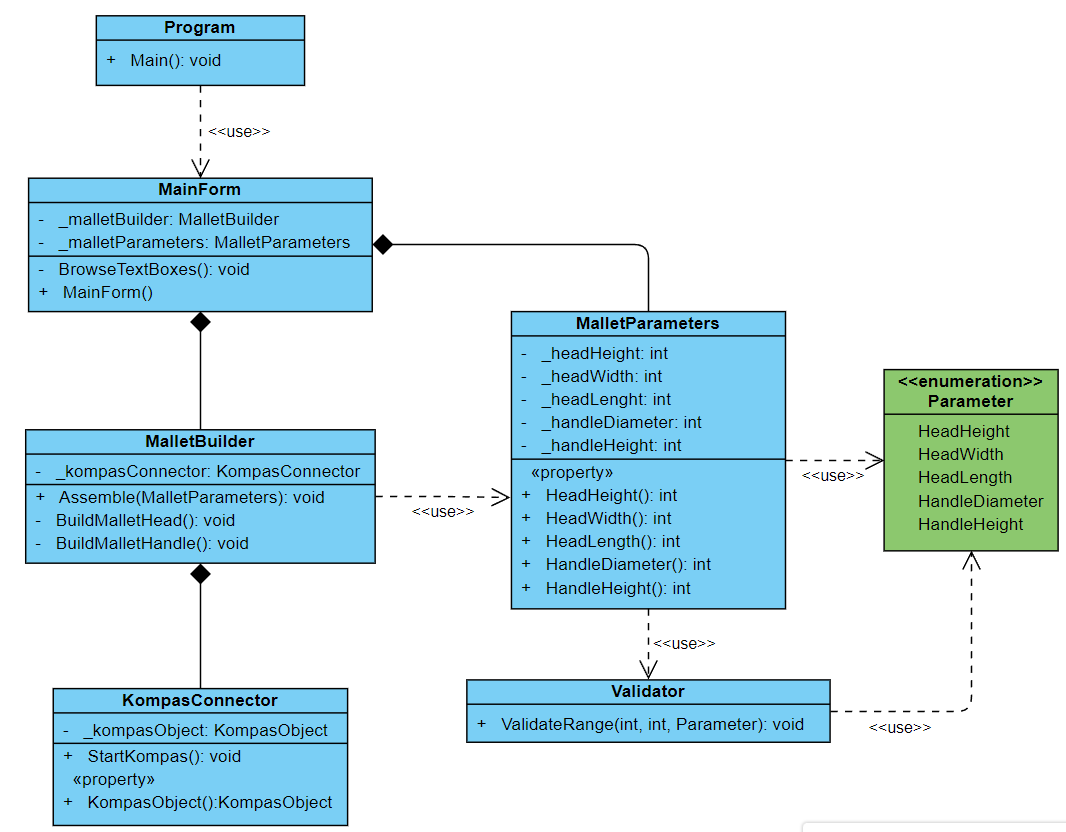 Program
+ Main(): void
<<use>>
MainForm
- _malletBuilder: MalletBuilder
- _malletParameters: MalletParameters
- BrowseTextBoxes(): void
+ MainForm()
MalletBuilder
- _kompasConnector: KompasConnector
+ Assemble(MalletParameters): void
- BuildMalletHead(): void
- BuildMalletHandle(): void
<<use>>
KompasConnector
- _kompasObject: KompasObject
+ StartKompas(): void
«property»
+ KompasObject():KompasObject
MalletParameters
- _headHeight: int
- _headWidth: int
- _headLenght: int
- _handleDiameter: int
- _handleHeight: int
«property»
+ HeadHeight(): int
+ HeadWidth(): int
+ HeadLength(): int
+ HandleDiameter(): int
+ HandleHeight(): int
<<use>>
<<use>>
Validator
+ ValidateRange(int, int, Parameter): void
<<use>>
<<enumeration>>
Parameter
HeadHeight
HeadWidth
HeadLength
HandleDiameter
HandleHeight